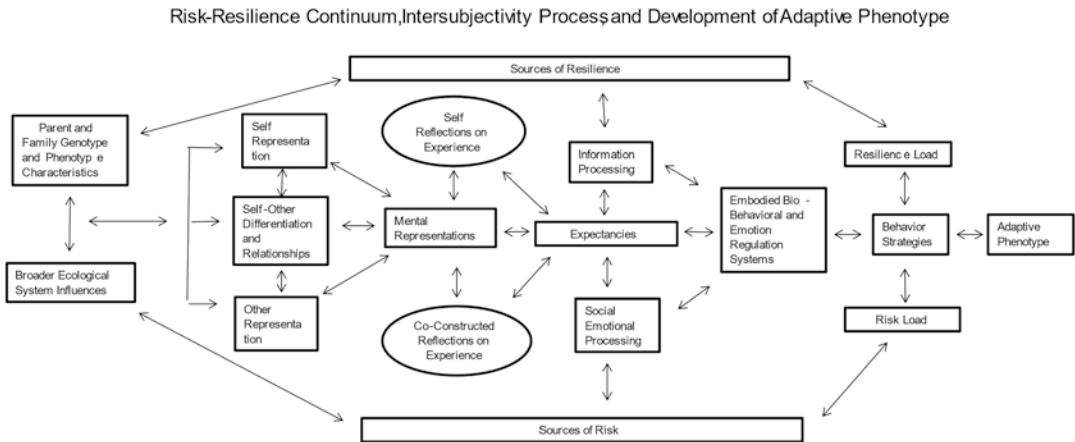 Risk-Resilience Continuum,Intersubjectivity Process,and Development of Adaptive Phenotype
Sources of Resilience
Parent and
Family Genotype
and Phenotyp e
Characteristics
Self
Representa
tion
Self
Reflections on
Experience
Information
Processing
Resilienc e Load
Self-Other
Differentiation
and
Relationships
Mental
Representations
Expectancies
Embodied Bio -
Behavioral and
Emotion
Regulation
Systems
Behavior
Strategies
Adaptive
Phenotype
Broader Ecological
System Influences
Other
Representa
tion
Co-Constructed
Reflections on
Experience
Social
Emotional
Processing
Risk Load
Sources of Risk